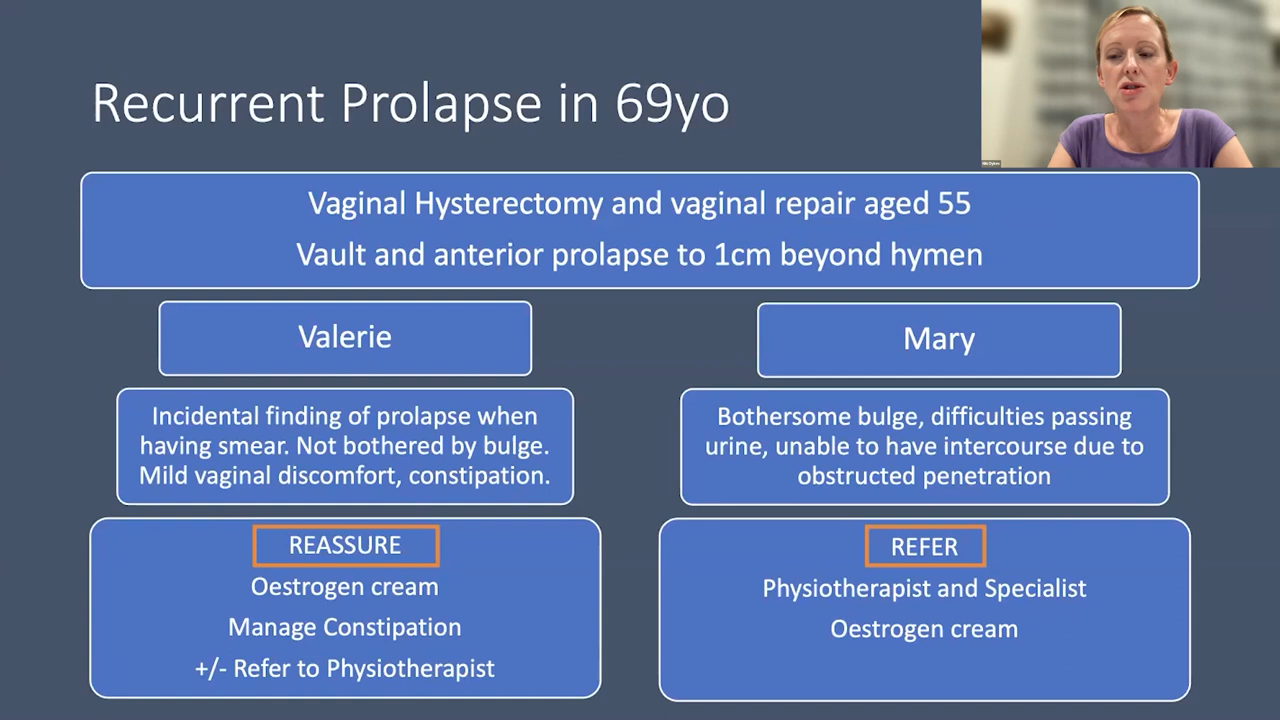 Recurrent Prolapse in 69yo
Vaginal Hysterectomy and vaginal repair aged 55
Vault and anterior prolapse to 1cm beyond hymen
Valerie
Incidental finding of prolapse when
having smear. Not bothered by bulge.
Mild vaginal discomfort, constipation.
REASSURE
Oestrogen cream
Manage Constipation
+/- Refer to Physiotherapist
Mary
Bothersome bulge, difficulties passing
urine, unable to have intercourse due to
obstructed penetration
REFER
Physiotherapist and Specialist
Oestrogen cream